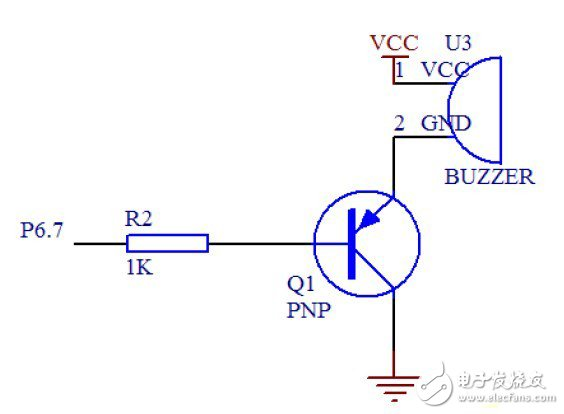 VCC
U3
1 VCC
2 GND
BUZZER
P6.7
R2
1K
Q1
PNP
电子发烧友
www.elecfans.com